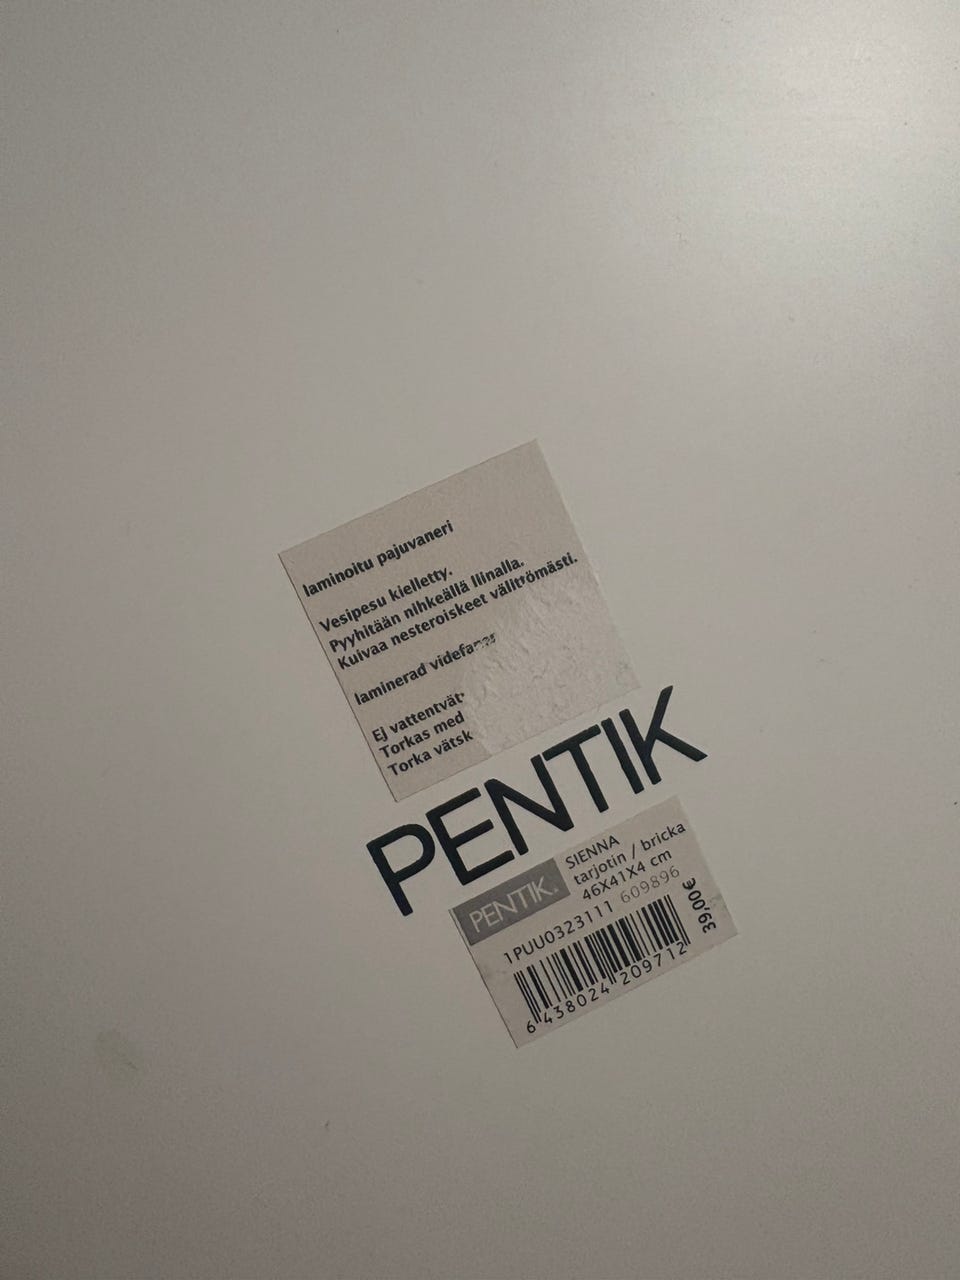 laminoitu pajuvaneri
Vesipesu kielletty.
Pyyhitään nihkeällä liinalla.
Kuivaa nesteroiskeet välittömästi.
laminerad
Ej
Torkas med
Torka
PENTIK
PENTIK
SIENNA
tarjotin / bricka
46X41X4 cm
1PUU0323111 609896
39,00€
6 438024 209712